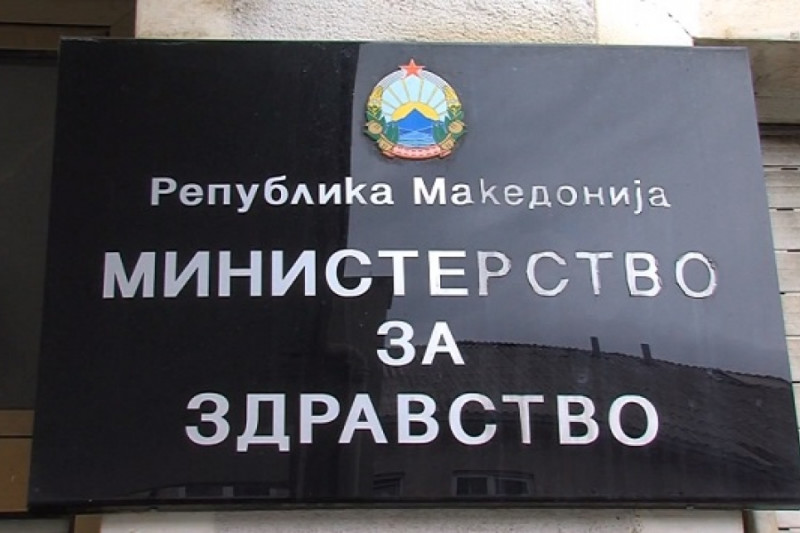 Република Македонија
МИНИСТЕРСТВО
ЗА
ЗДРАВСТВО